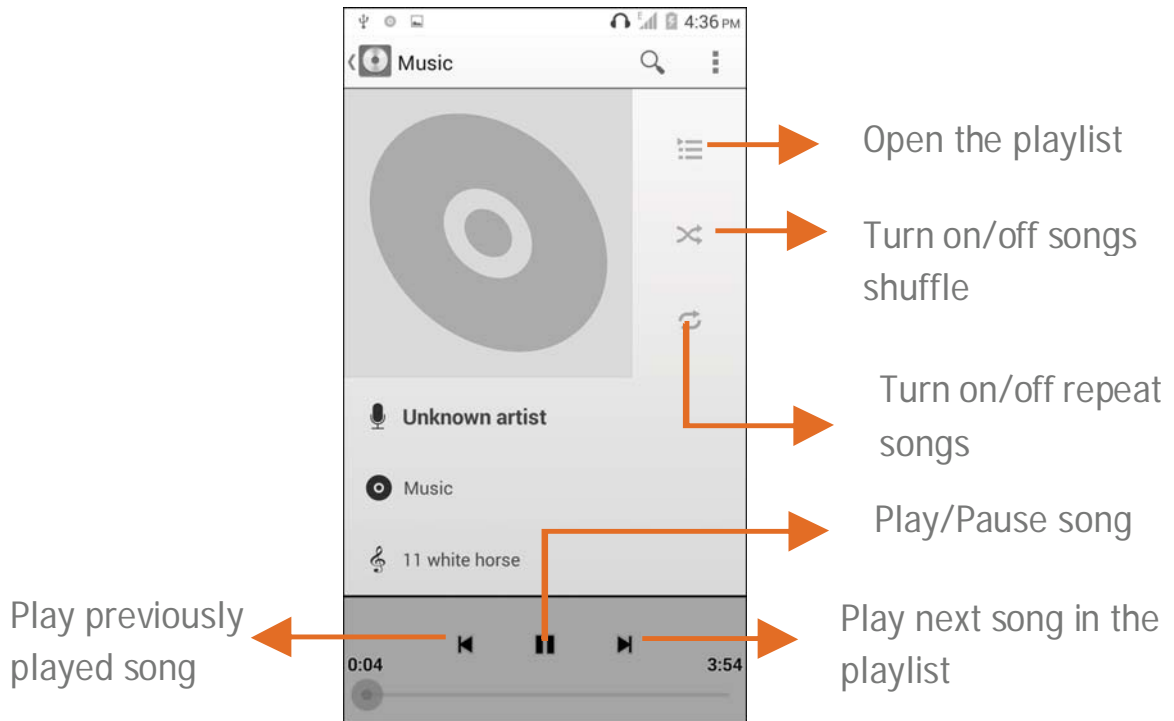 4:36 PM
Music
Open the playlist
Turn on/off songs
shuffle
Turn on/off repeat
songs
Unknown artist
Music
Play/Pause song
11 white horse
Play previously
played song
Play next song in the
playlist
0:04
3:54